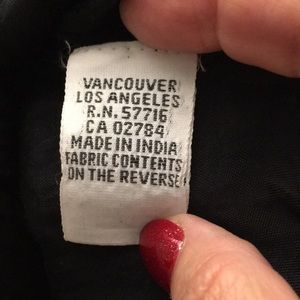 VANCOUVER
LOS ANGELES
R.N. 57716
CA 02784
MADE IN INDIA
FABRIC CONTENTS
ON THE REVERSE